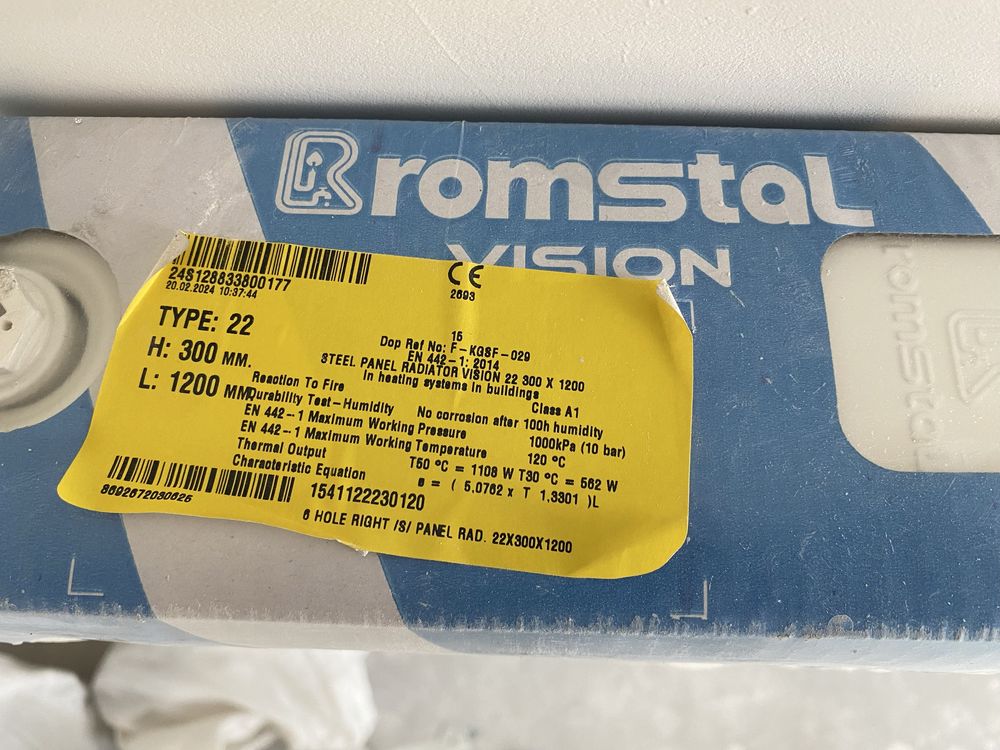 romstal
VISION
24S128833800177
20.02.2024 10:37:44
CE
2693
TYPE: 22
H: 300 MM.
L: 1200 MM.
15
Dop Ref No: F-KGSF-029
EN 442-1: 2014
STEEL PANEL RADIATOR VISION 22 300 X 1200
In heating systems in buildings
Reaction To Fire Class A1
Durability Test-Humidity No corrosion after 100h humidity
EN 442-1 Maximum Working Pressure 1000kPa (10 bar)
EN 442-1 Maximum Working Temperature 120 °C
Thermal Output T50 °C = 1108 W T30 °C = 562 W
Characteristic Equation = ( 5,0762 x T 1,3301 )L
8692672030625
1541122230120
6 HOLE RIGHT /S/ PANEL RAD. 22X300X1200
romstal